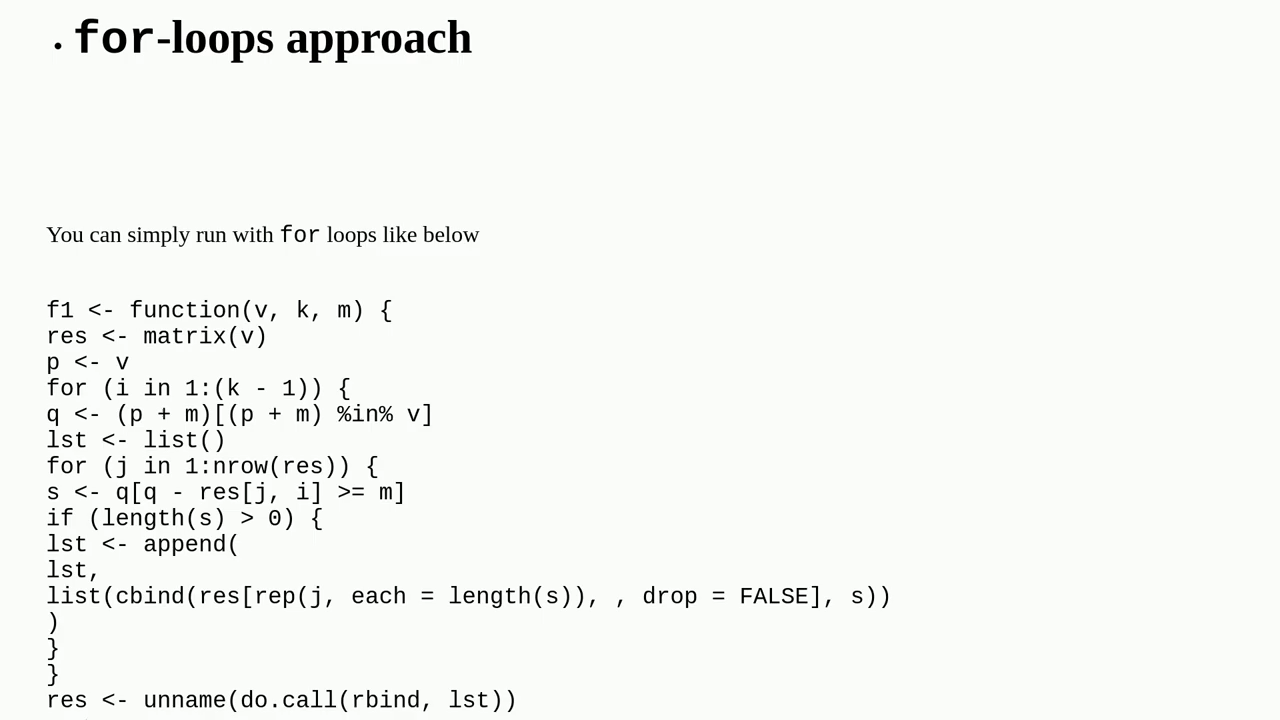 • for-loops approach
You can simply run with for loops like below
f1 <- function(v, k, m) {
res <- matrix(v)
p <- v
for (i in 1:(k - 1)) {
q <- (p + m)[(p + m) %in% v]
lst <- list()
for (j in 1:nrow(res)) {
s <- q[q - res[j, i] >= m]
if (length(s) > 0) {
lst <- append(
lst,
list(cbind(res[rep(j, each = length(s)), , drop = FALSE], s))
)
}
}
res <- unname(do.call(rbind, lst))